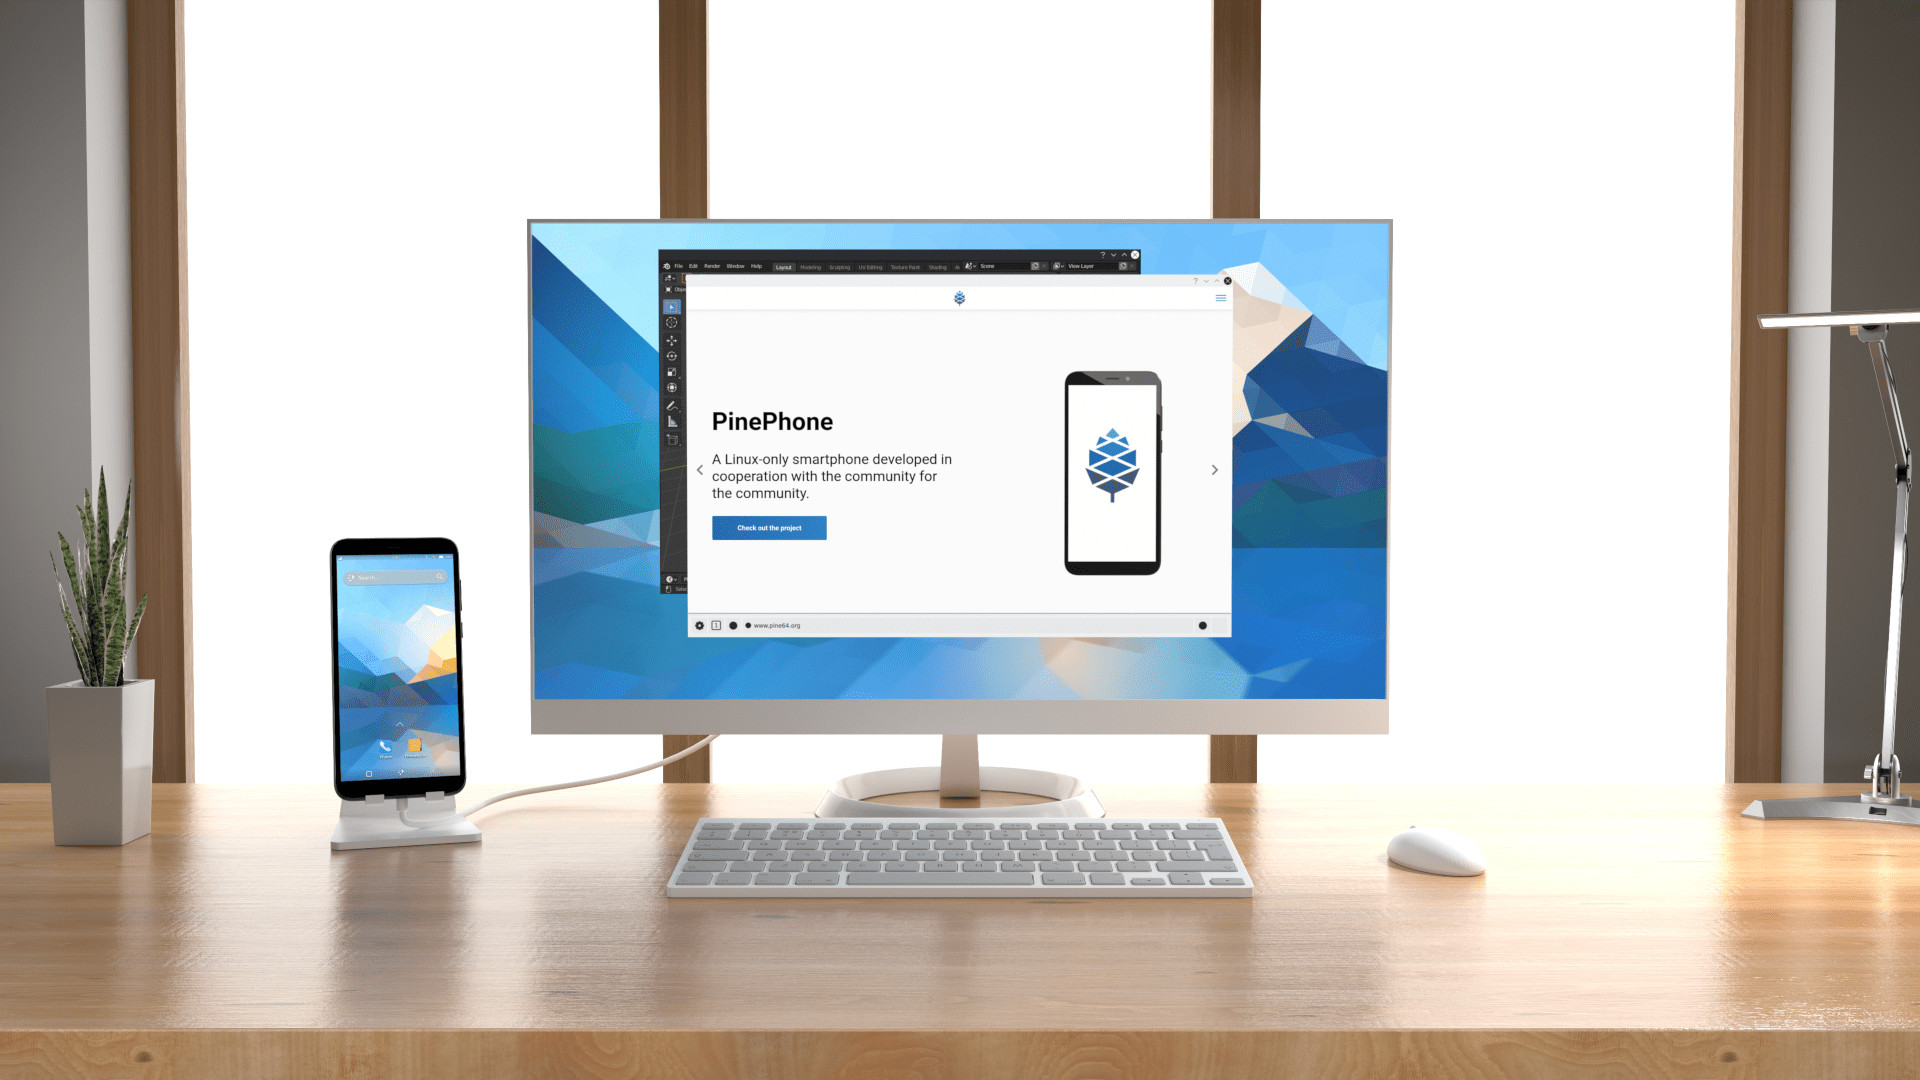 File Edit Render Window Help
Layout Modeling Sculpting UV Editing Texture Paint Shading
Scene
View Layer
PinePhone
A Linux-only smartphone developed in
cooperation with the community for
the community.
Check out the project
1
www.pine64.org
Search...